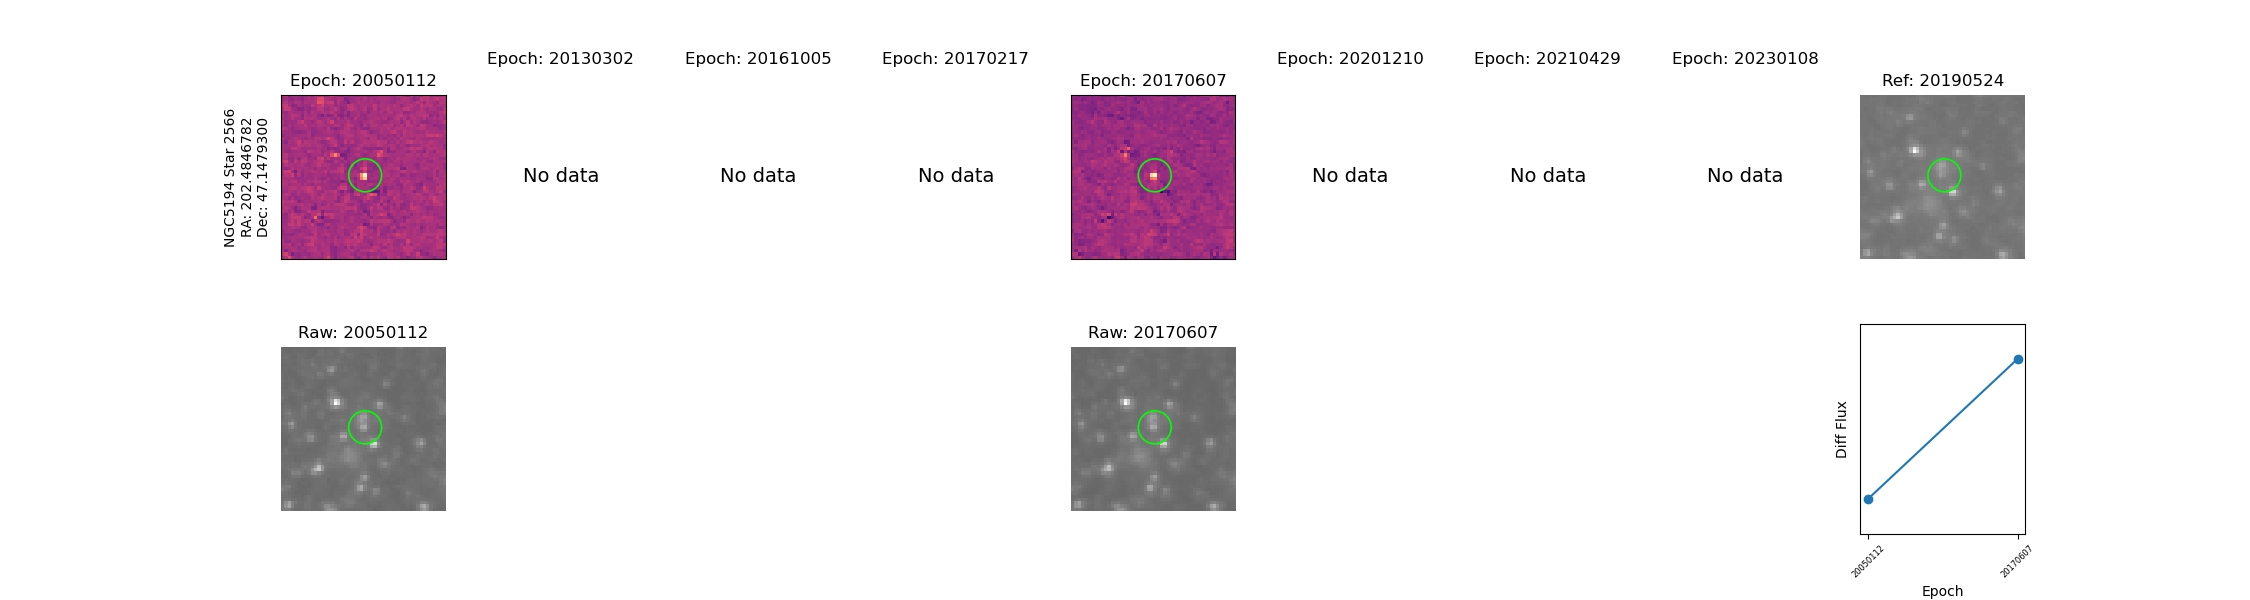 Epoch: 20050112
Epoch: 20130302
Epoch: 20161005
Epoch: 20170217
Epoch: 20170607
Epoch: 20201210
Epoch: 20210429
Epoch: 20230108
Ref: 20190524
NGC5194 Star 2566
RA: 202.4846782
Dec: 47.1479300
No data
No data
No data
No data
No data
No data
Raw: 20050112
Raw: 20170607
Diff Flux
20050112
20170607
Epoch